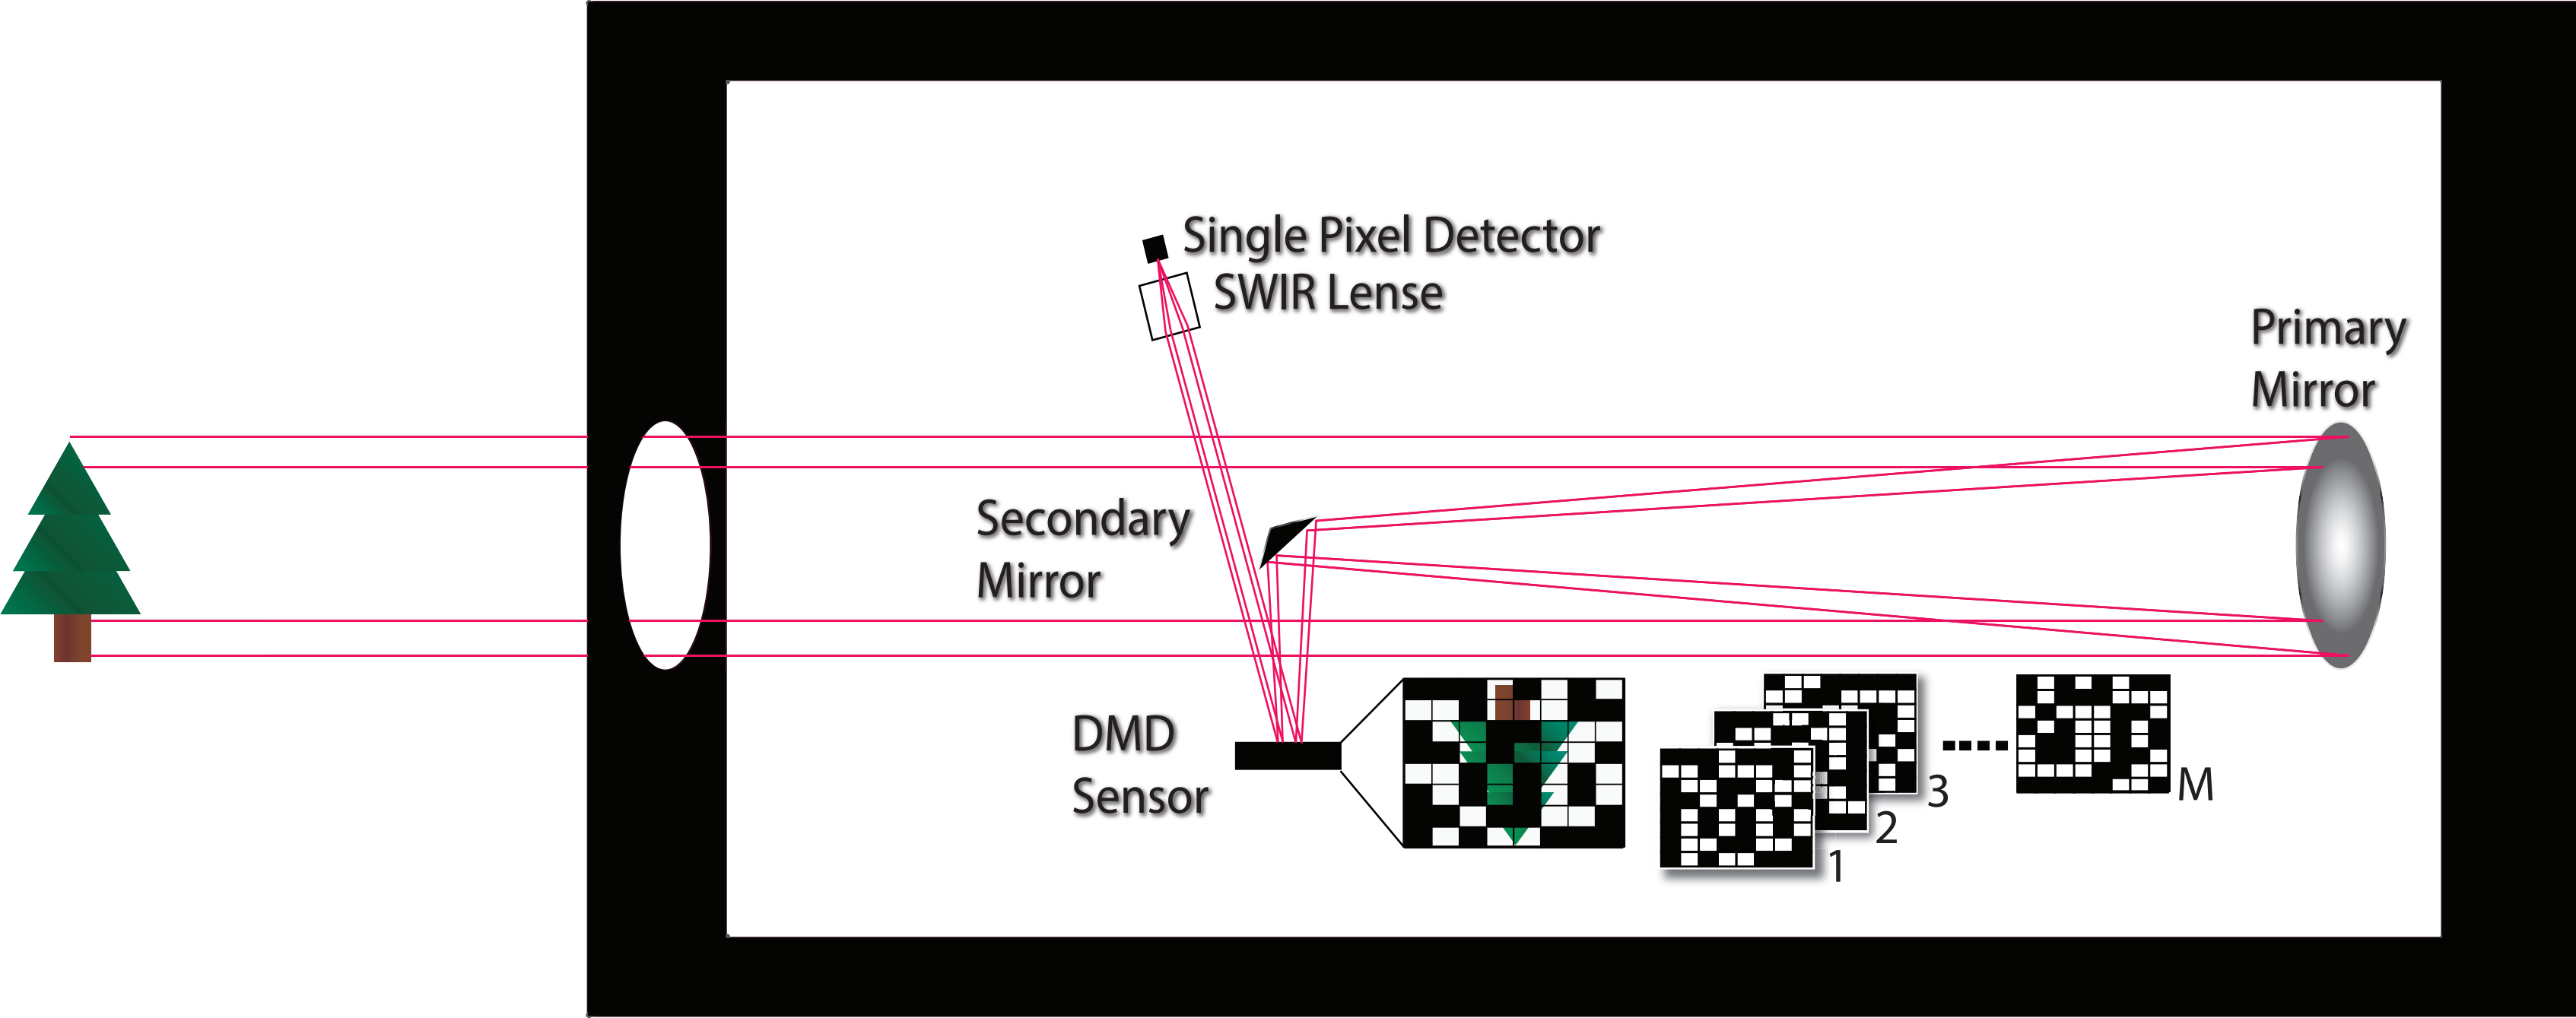 Single Pixel Detector
SWIR Lense
Primary
Mirror
Secondary
Mirror
DMD
Sensor
1
2
3
M